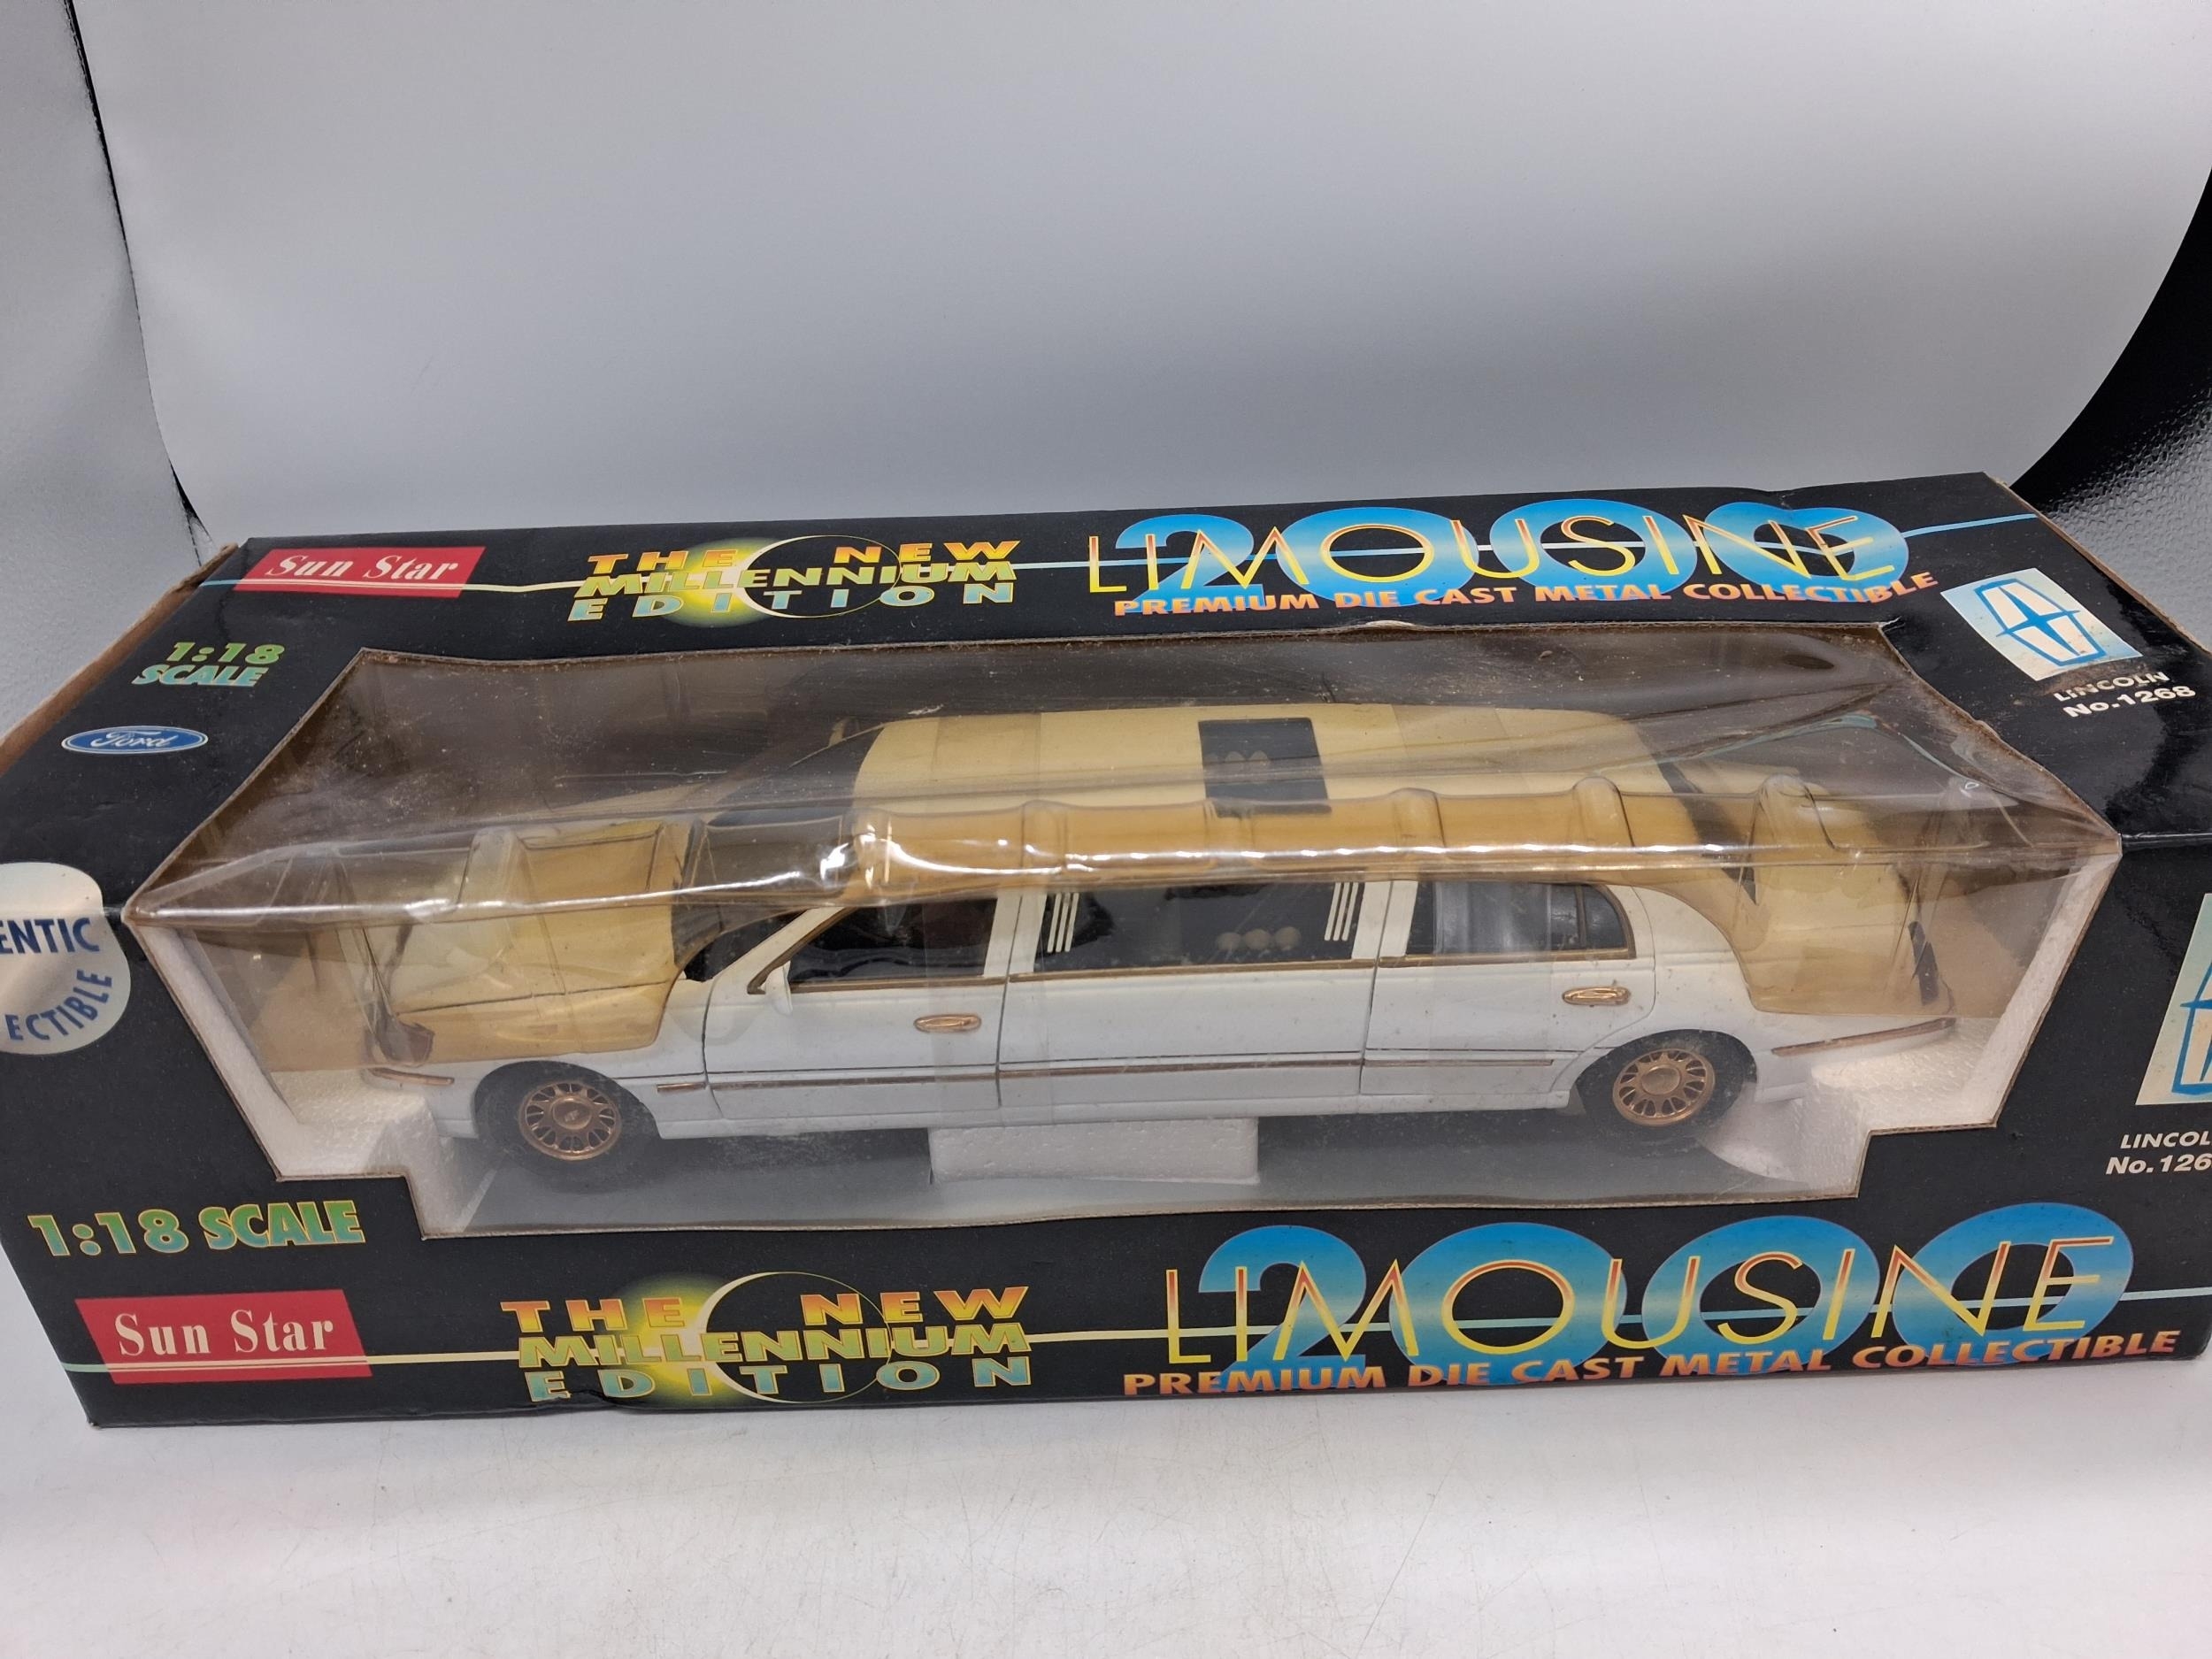 Sun Star
THE NEW
MILLENNIUM
EDITION
2000
LIMOUSINE
PREMIUM DIE CAST METAL COLLECTIBLE
1:18
SCALE
Ford
LINCOLN
No.1268
ENTIC
ECTIBLE
LINCOL
No.126
1:18 SCALE
Sun Star
THE NEW
MILLENNIUM
EDITION
2000
LIMOUSINE
PREMIUM DIE CAST METAL COLLECTIBLE